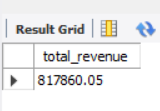 Result Grid
total_revenue
817860.05